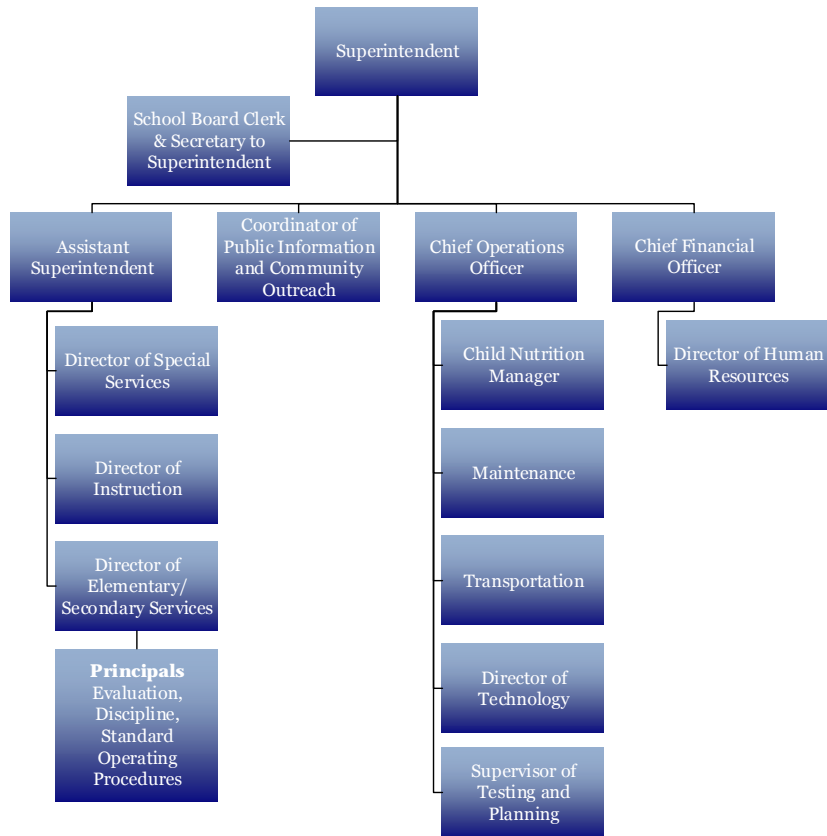 Superintendent
School Board Clerk
& Secretary to
Superintendent
Assistant
Superintendent
Coordinator of
Public Information
and Community
Outreach
Chief Operations
Officer
Chief Financial
Officer
Director of Special
Services
Director of
Instruction
Director of
Elementary/
Secondary Services
Principals
Evaluation,
Discipline,
Standard
Operating
Procedures
Child Nutrition
Manager
Maintenance
Transportation
Director of
Technology
Supervisor of
Testing and
Planning
Director of Human
Resources